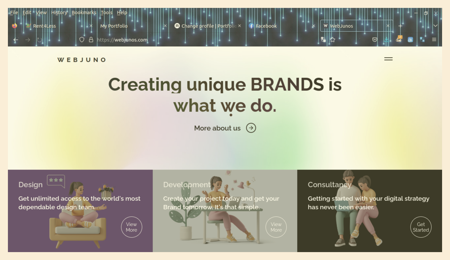 File Edit View History Bookmarks Tools Help
My Portfolio
Change profile | Portf
Facebook
WebJuno
https://webjuno.com
WEBJUNO
Creating unique BRANDS is
what we do.
More about us
Design
Get unlimited access to the world's most
dependable design team.
View
More
Development
Create your project today and get your
Brand tomorrow. It's that simple.
View
More
Consultancy
Getting started with your digital strategy
has never been easier.
Get
Started